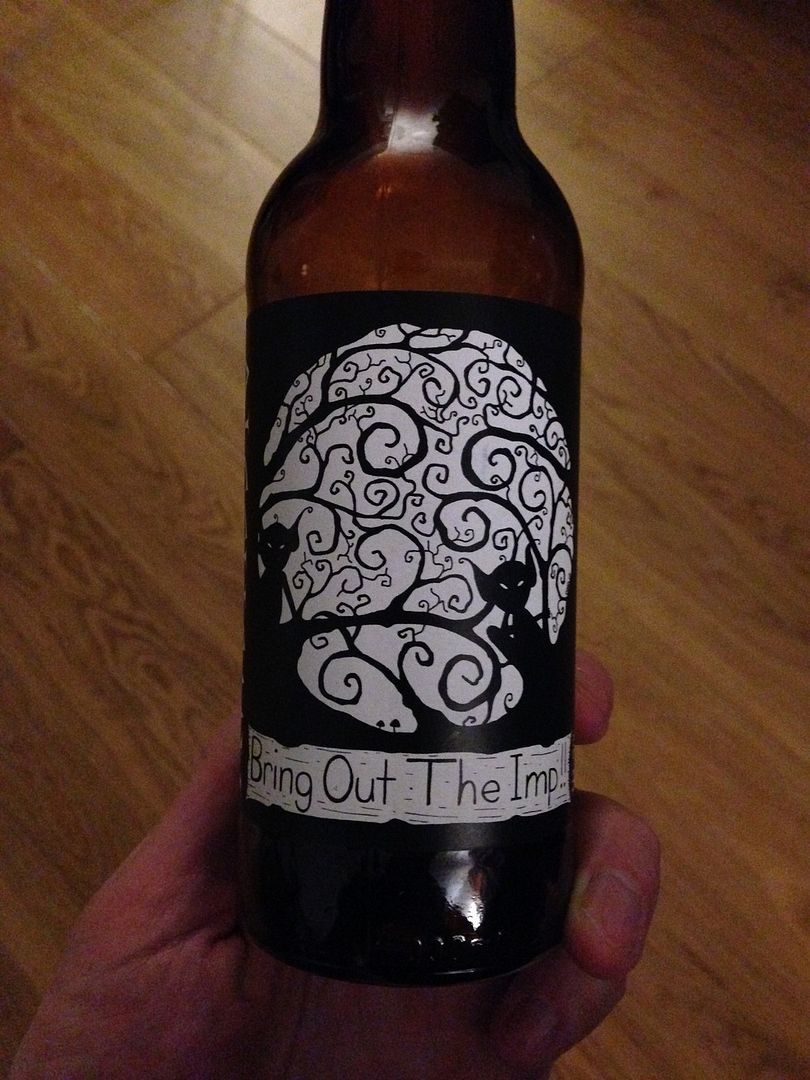 Bring Out The Imp!!